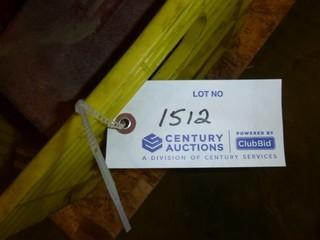 LOT NO
1512
CENTURY AUCTIONS POWERED BY ClubBid
A DIVISION OF CENTURY SERVICES